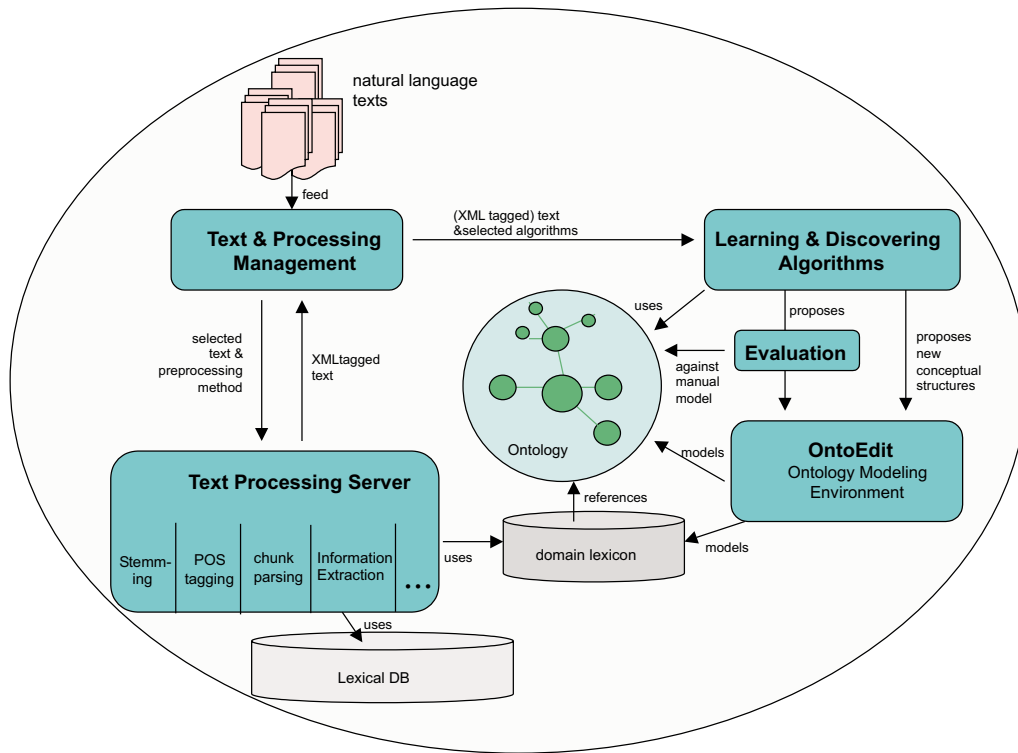 natural language
texts
feed
Text & Processing
Management
(XML tagged) text
&selected algorithms
Learning & Discovering
Algorithms
uses
proposes
Evaluation
against
manual
model
proposes
new
conceptual
structures
selected
text &
preprocessing
method
XMLtagged
text
Ontology
OntoEdit
Ontology Modeling
Environment
models
references
models
Text Processing Server
Stemm-
ing
POS
tagging
chunk
parsing
Information
Extraction
...
uses
domain lexicon
uses
Lexical DB